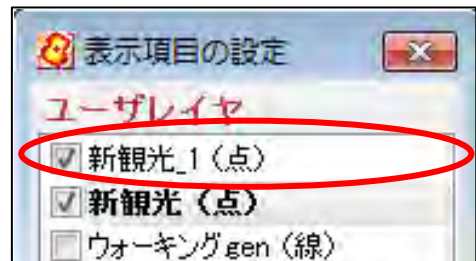 表示項目の設定
ユーザレイヤ
新観光_1（点）
新観光（点）
ウォーキングgen（線）